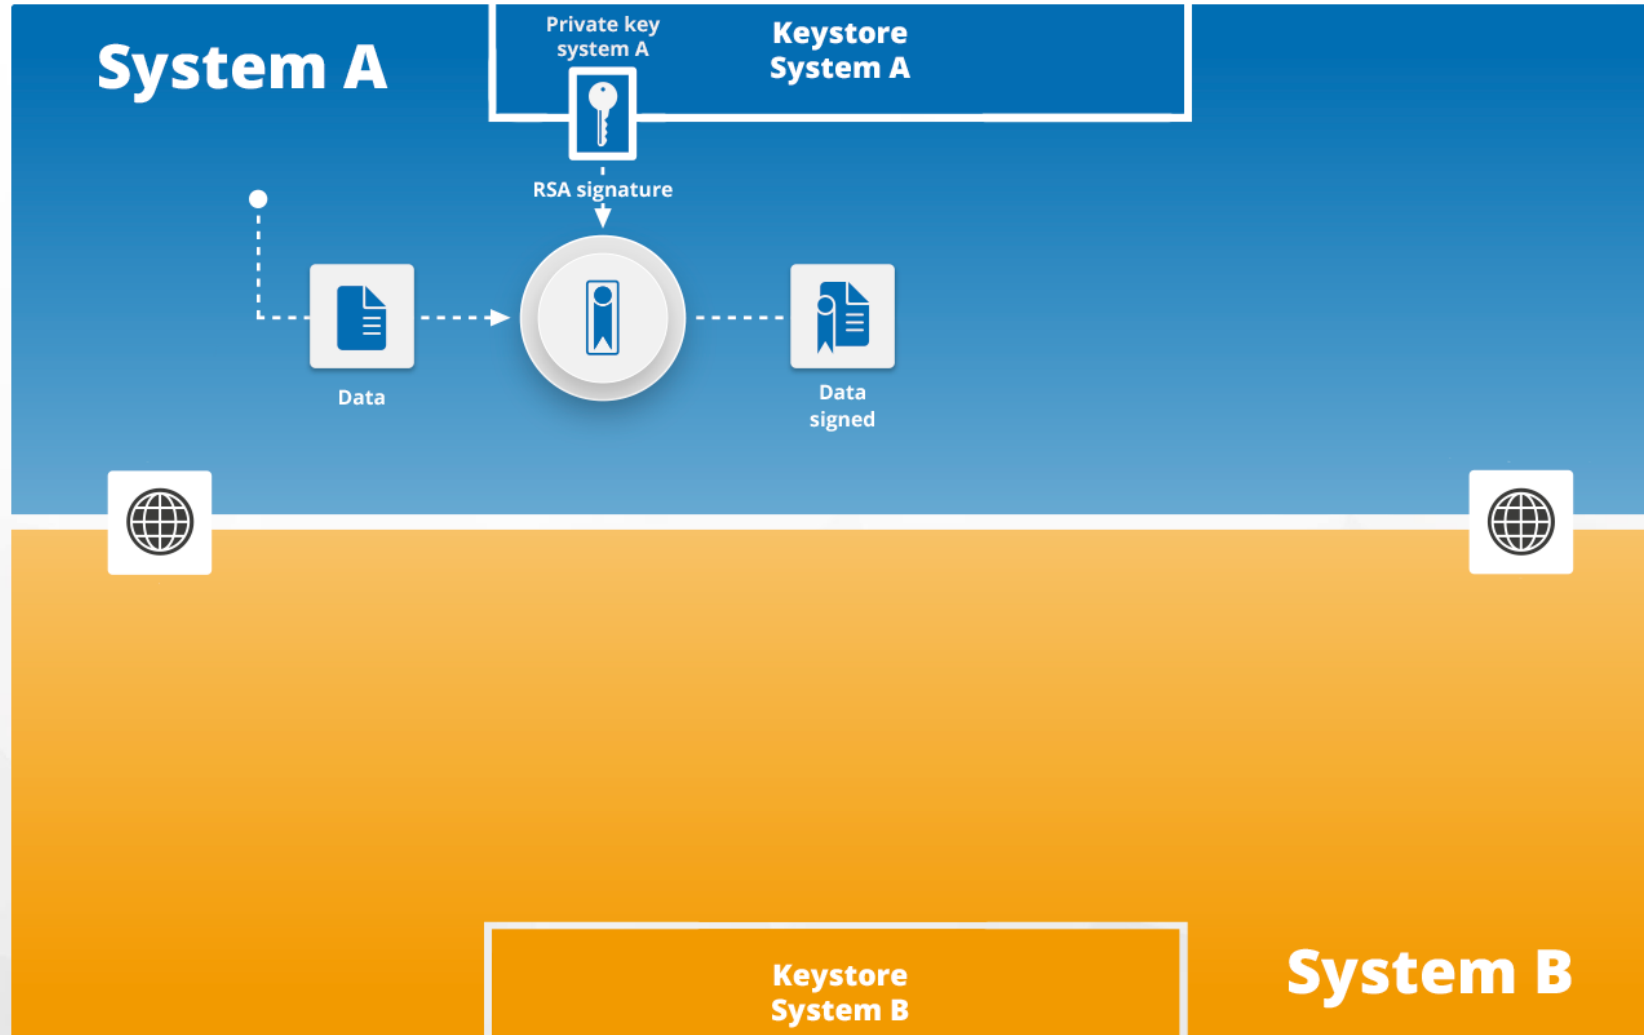 System A
Private key
system A
Keystore
System A
RSA signature
Data
Data
signed
Keystore
System B
System B